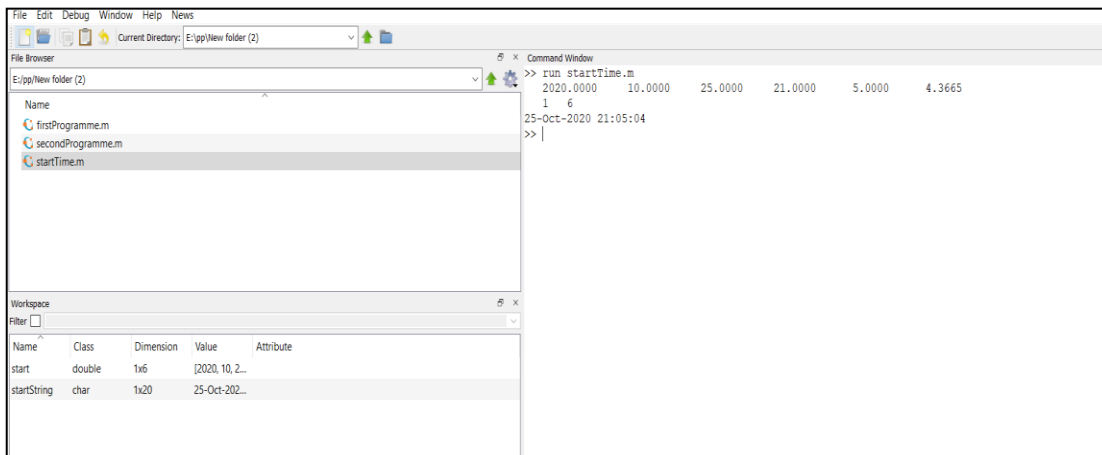 File Edit Debug Window Help News
Current Directory: E:\pp\New folder (2)
File Browser
E:/pp/New folder (2)
Name
firstProgramme.m
secondProgramme.m
startTime.m
Workspace
Filter
Name Class Dimension Value Attribute
start double 1x6 [2020, 10, 2...
startString char 1x20 25-Oct-202...
Command Window
>> run startTime.m
2020.0000 10.0000 25.0000 21.0000 5.0000 4.3665
1 6
25-Oct-2020 21:05:04
>>